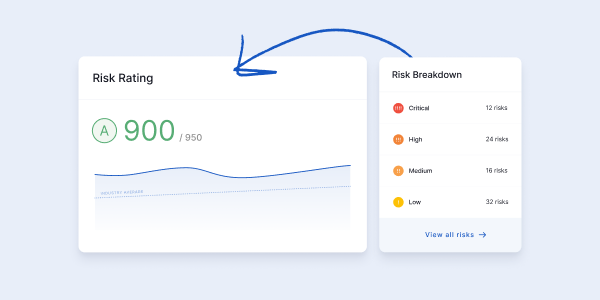 Risk Rating
A 900 / 950
INDUSTRY AVERAGE
Risk Breakdown
Critical 12 risks
High 24 risks
Medium 16 risks
Low 32 risks
View all risks →